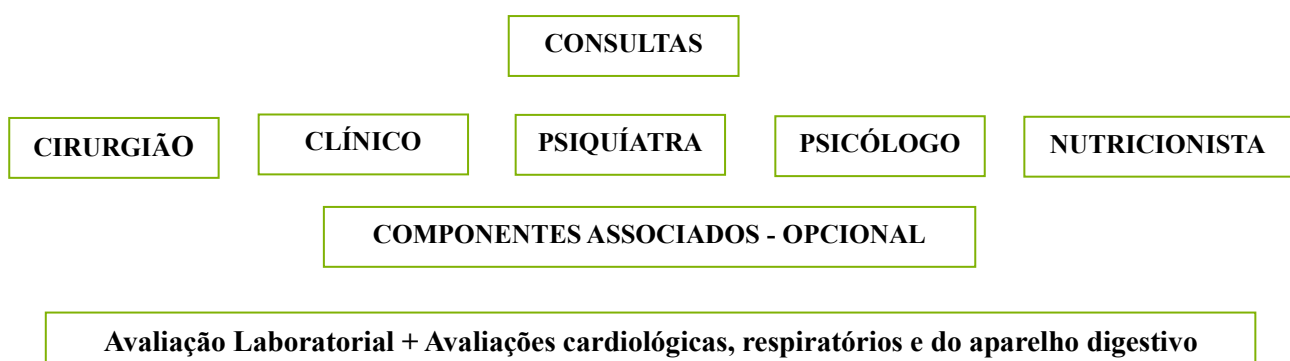 CONSULTAS
CIRURGIÃO
CLÍNICO
PSIQUÍATRA
PSICÓLOGO
NUTRICIONISTA
COMPONENTES ASSOCIADOS - OPCIONAL
Avaliação Laboratorial + Avaliações cardiológicas, respiratórios e do aparelho digestivo